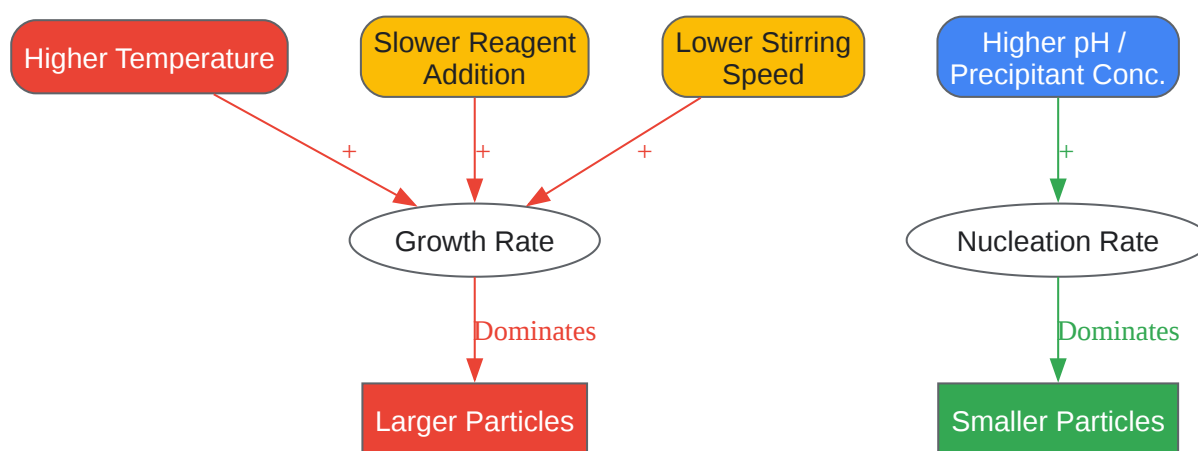 Higher Temperature
Slower Reagent
Addition
Lower Stirring
Speed
Higher pH /
Precipitant Conc.
+
+
+
+
Growth Rate
Nucleation Rate
Dominates
Dominates
Larger Particles
Smaller Particles